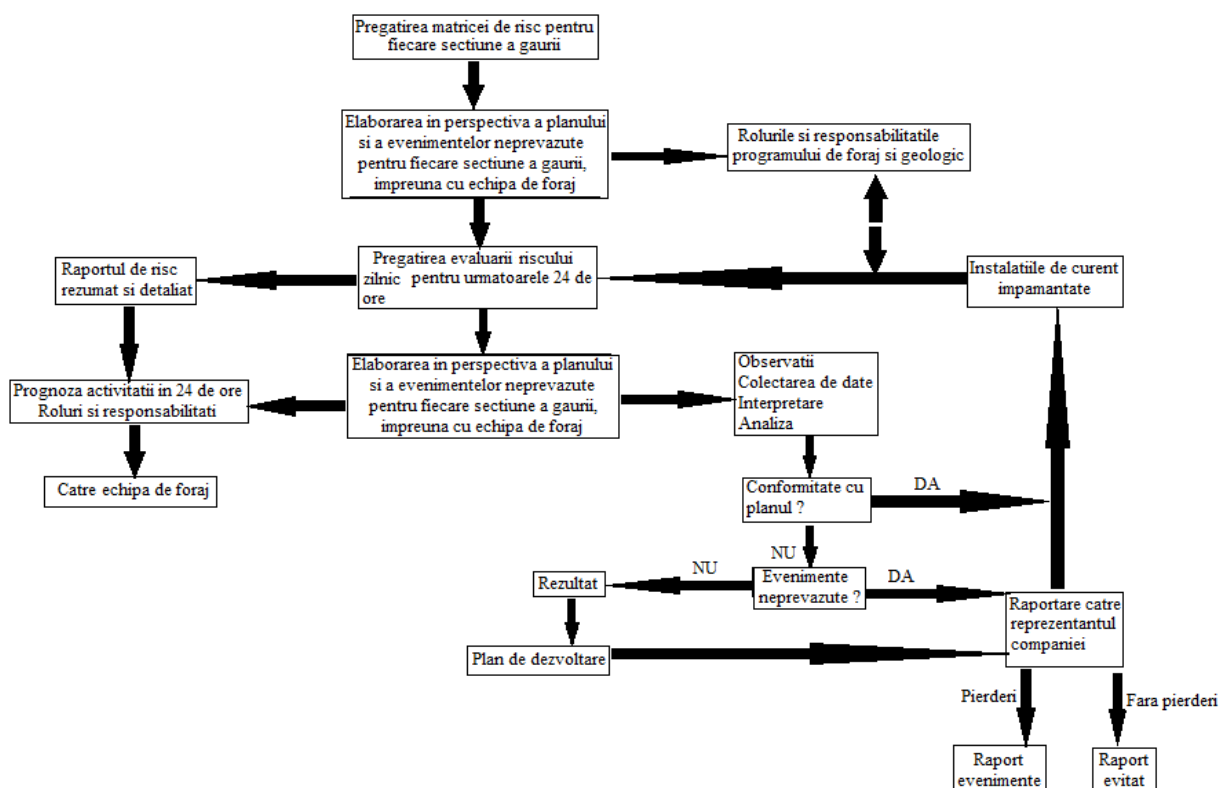 Pregatirea matricei de risc pentru
fiecare sectiune a gaurii
Elaborarea in perspectiva a planului
si a evenimentelor neprevazute
pentru fiecare sectiune a gaurii,
impreuna cu echipa de foraj
Rolurile si responsabilitatile
programului de foraj si geologic
Raportul de risc
rezumat si detaliat
Pregatirea evaluarii riscului
zilnic pentru urmatoarele 24 de
ore
Instalatiile de curent
impamantate
Prognoza activitatii in 24 de ore
Roluri si responsabilitati
Elaborarea in perspectiva a planului
si a evenimentelor neprevazute
pentru fiecare sectiune a gaurii,
impreuna cu echipa de foraj
Observatii
Colectarea de date
Interpretare
Analiza
Catre echipa de foraj
Conformitate cu
planul ?
DA
NU
Rezultat
NU
Evenimente
neprevazute ?
DA
Raportare catre
reprezentantul
companiei
Plan de dezvoltare
Pierderi
Fara pierderi
Raport
evenimente
Raport
evitat